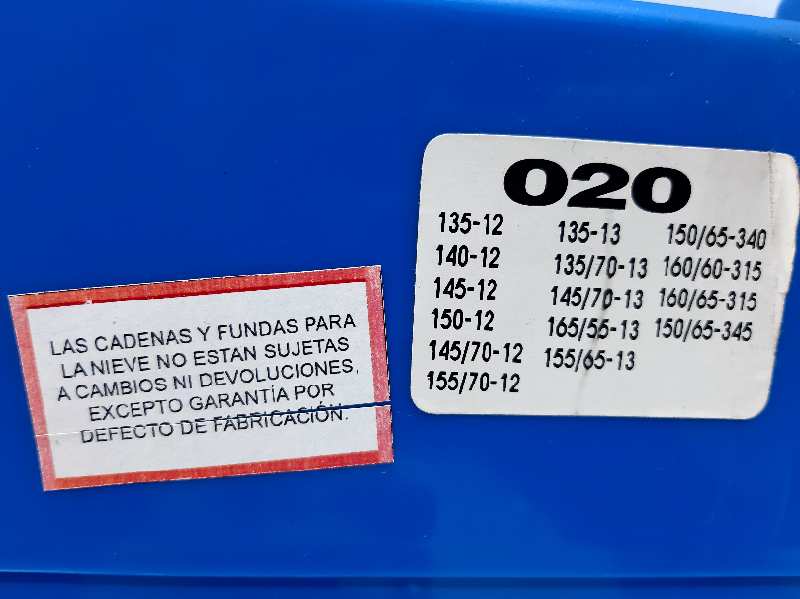 LAS CADENAS Y FUNDAS PARA
LA NIEVE NO ESTAN SUJETAS
A CAMBIOS NI DEVOLUCIONES,
EXCEPTO GARANTÍA POR
DEFECTO DE FABRICACIÓN.
020
135-12 135-13 150/65-340
140-12 135/70-13 160/60-315
145-12 145/70-13 160/65-315
150-12 165/55-13 150/65-345
145/70-12 155/65-13
155/70-12